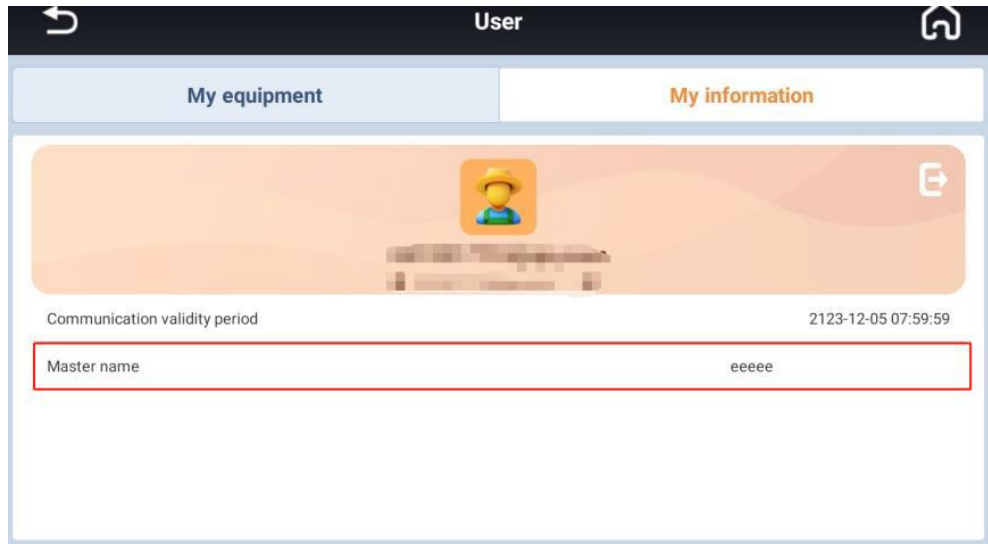 User
My equipment
My information
Communication validity period 2123-12-05 07:59:59
Master name eeeee